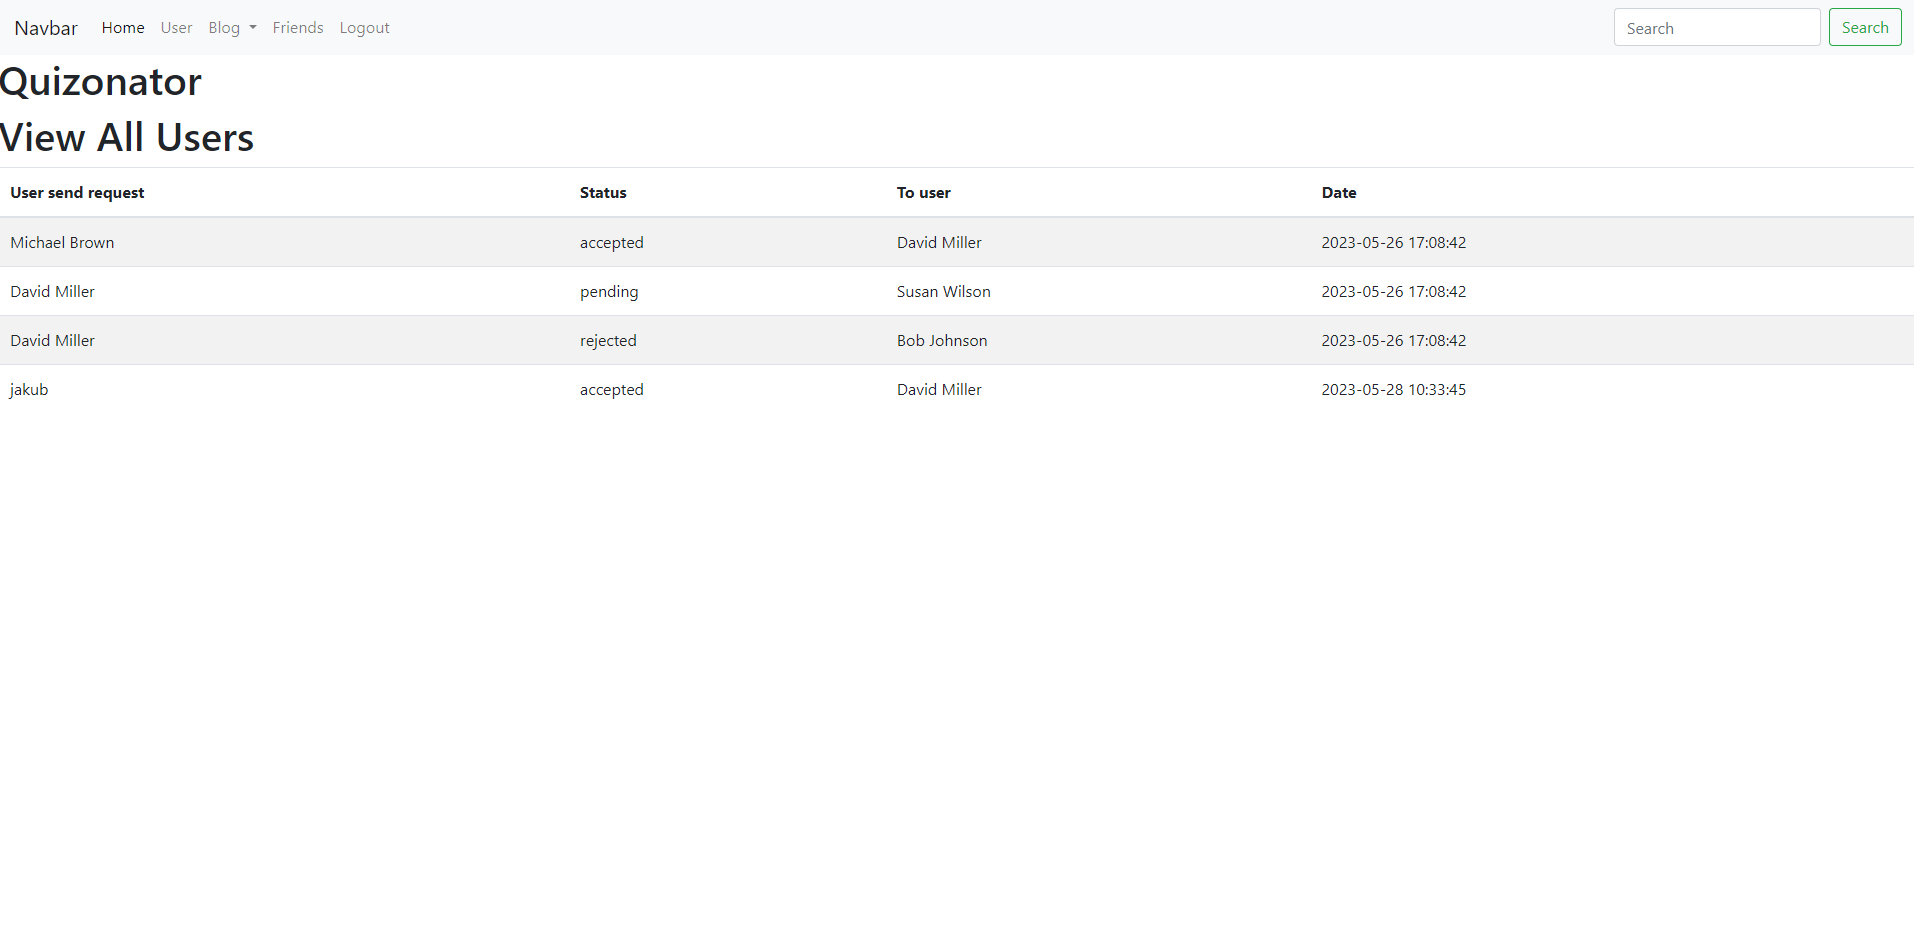 Navbar Home User Blog Friends Logout Search Search
Quizonator
View All Users
User send request Status To user Date
Michael Brown accepted David Miller 2023-05-26 17:08:42
David Miller pending Susan Wilson 2023-05-26 17:08:42
David Miller rejected Bob Johnson 2023-05-26 17:08:42
jakub accepted David Miller 2023-05-28 10:33:45